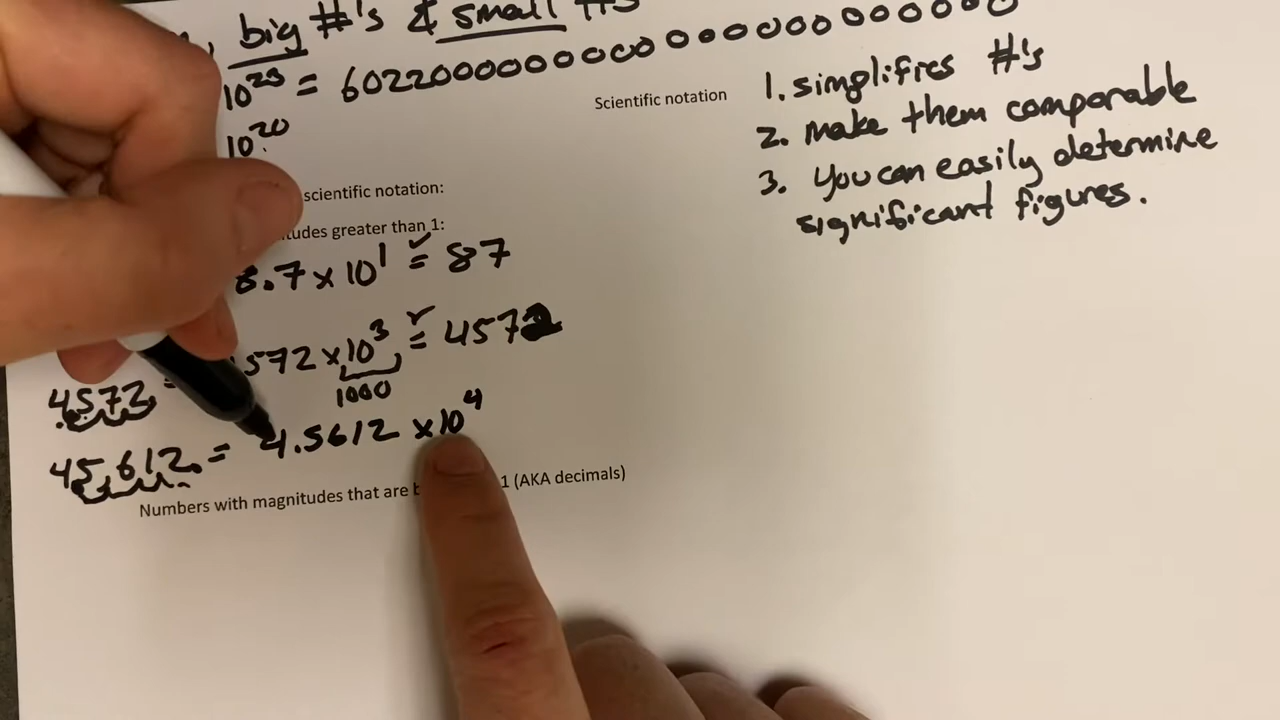 big #'s & small #'s
10²³ = 602200000000000000000000
10²⁰
Scientific notation
1. simplifies #'s
2. make them comparable
3. You can easily determine
significant figures.
scientific notation:
tudes greater than 1:
8.7 x 10¹ = 87
4572 = 572 x 10³ = 4572
1000
45,612. = 4.5612 x 10⁴
Numbers with magnitudes that are 1 (AKA decimals)